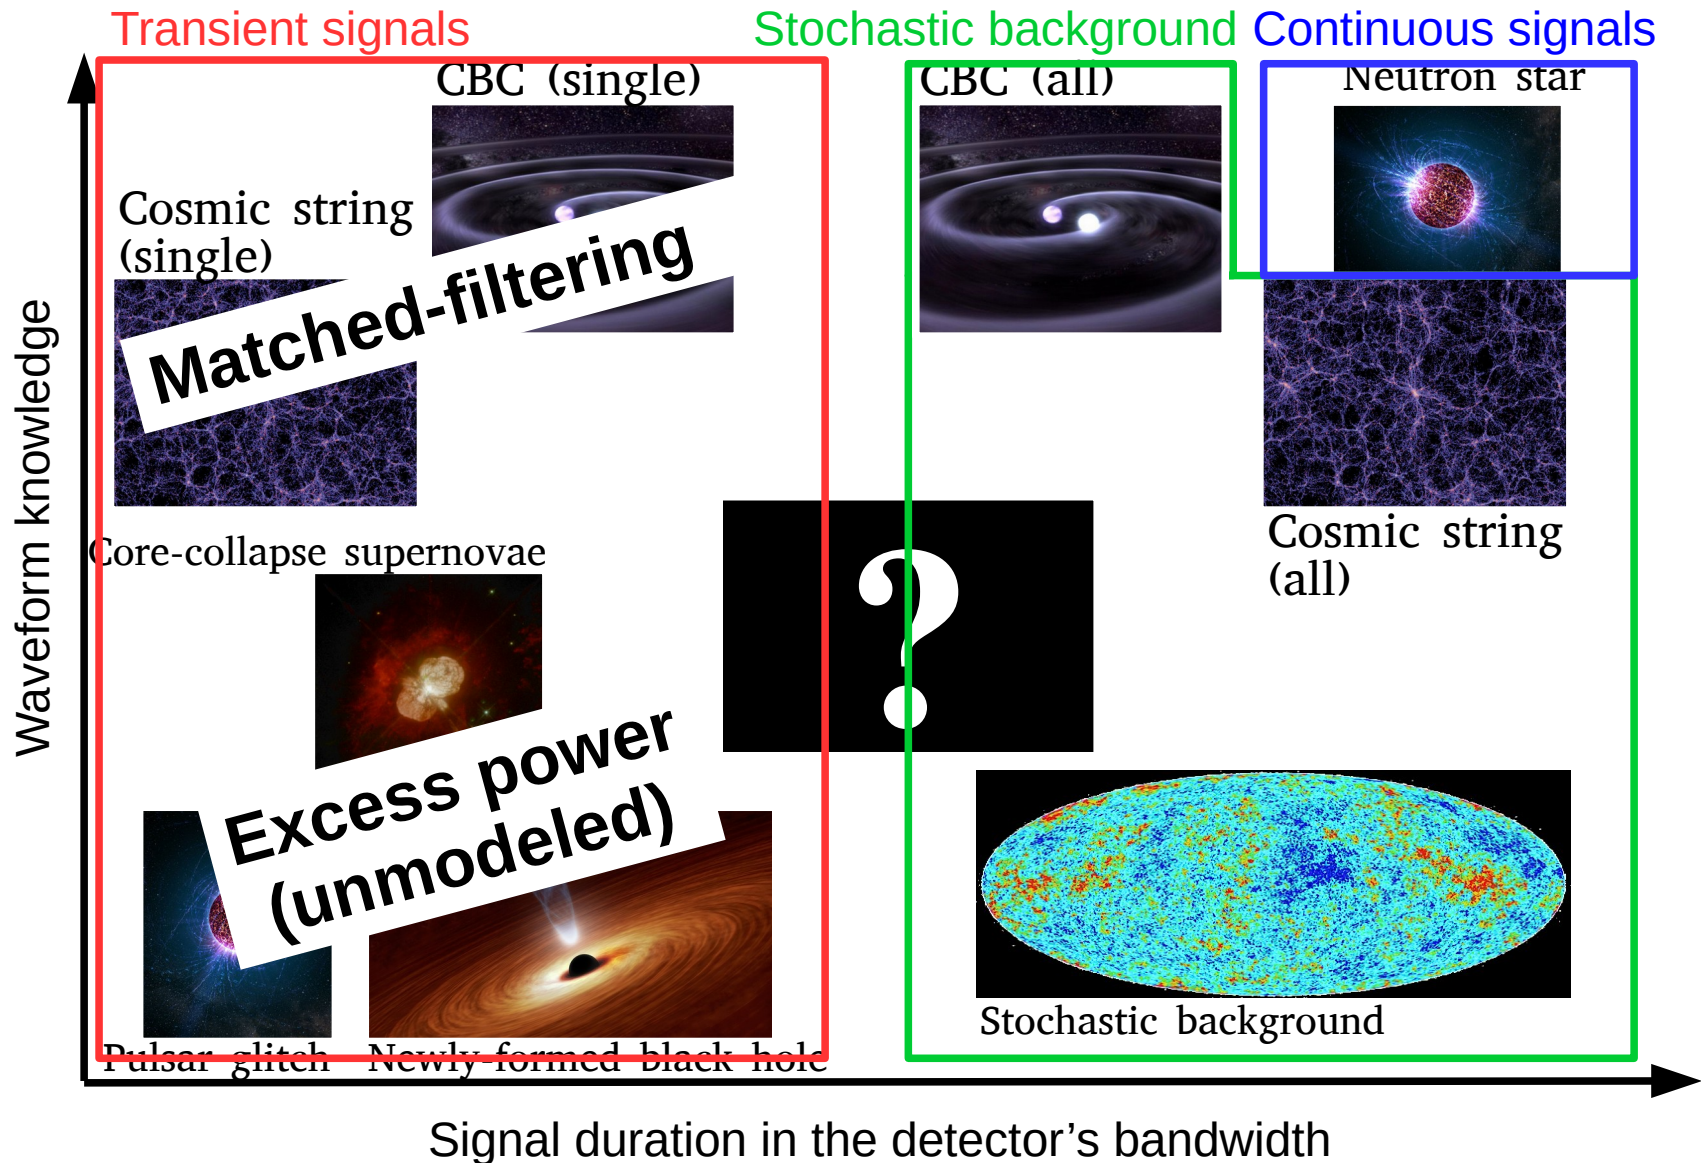 Transient signals
Stochastic background
Continuous signals
CBC (single)
CBC (all)
Neutron star
Cosmic string
(single)
Matched-filtering
Waveform knowledge
?
Cosmic string
(all)
Core-collapse supernovae
Excess power
(unmodeled)
Stochastic background
Pulsar glitch
Newly-formed black hole
Signal duration in the detector’s bandwidth